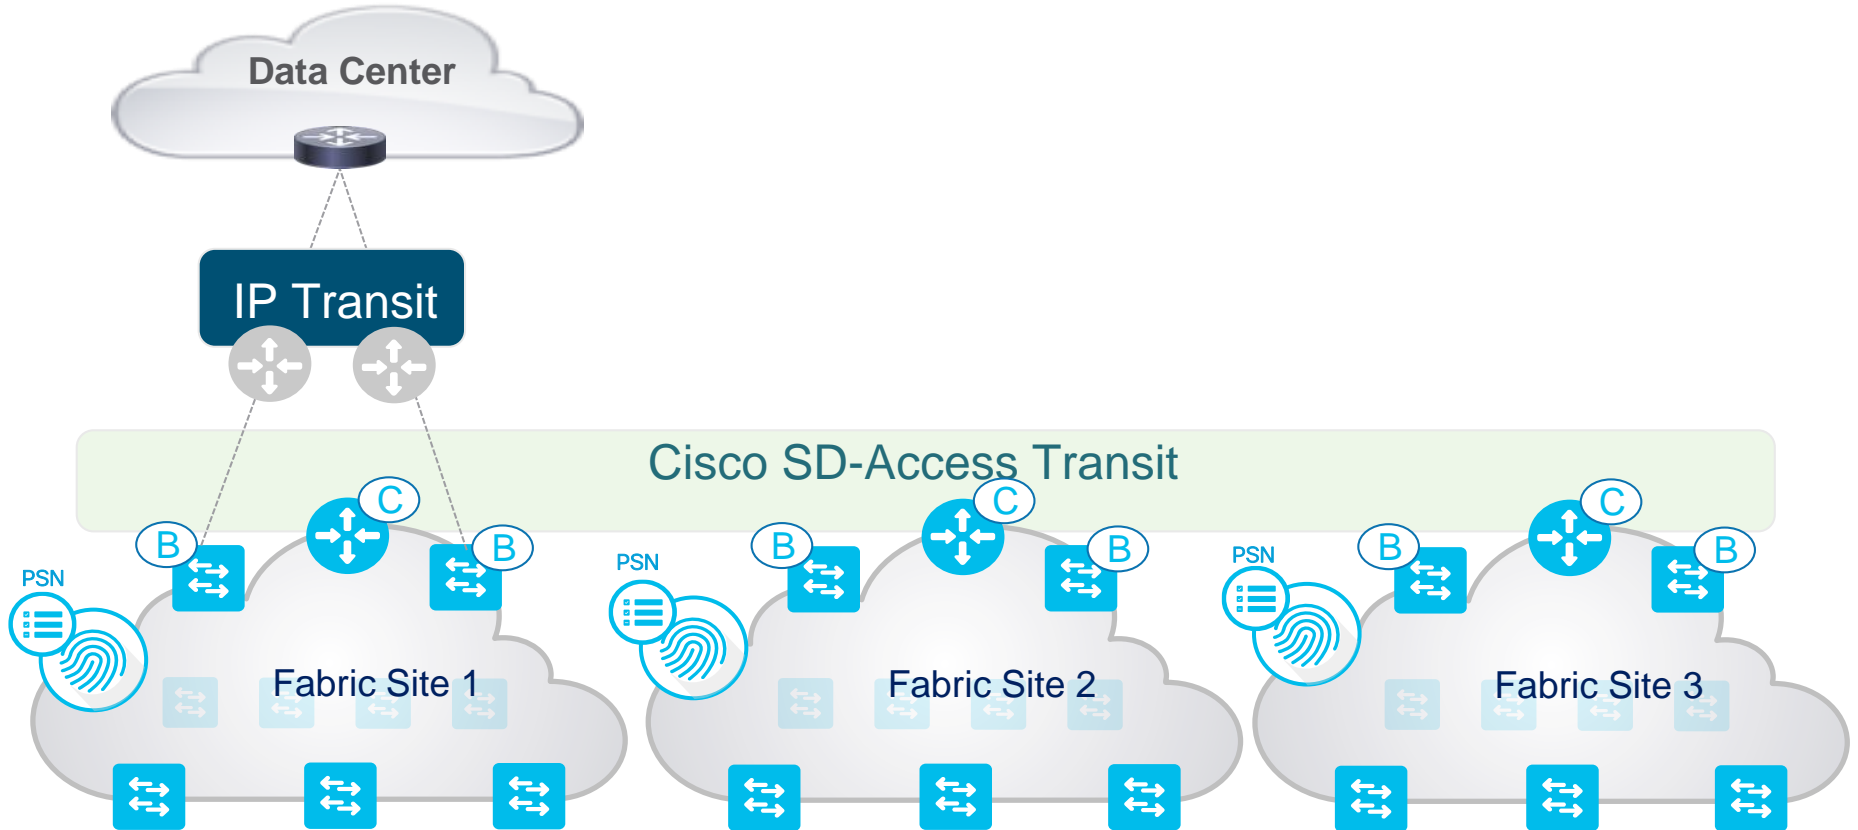 Data Center
IP Transit
Cisco SD-Access Transit
C
C
C
B
B
B
B
B
B
PSN
PSN
PSN
Fabric Site 1
Fabric Site 2
Fabric Site 3